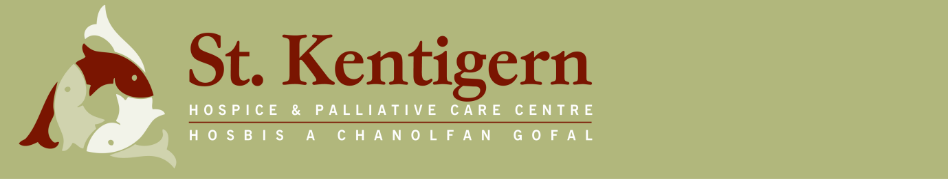 St. Kentigern
HOSPICE & PALLIATIVE CARE CENTRE
HOSBIS A CHANOLFAN GOFAL